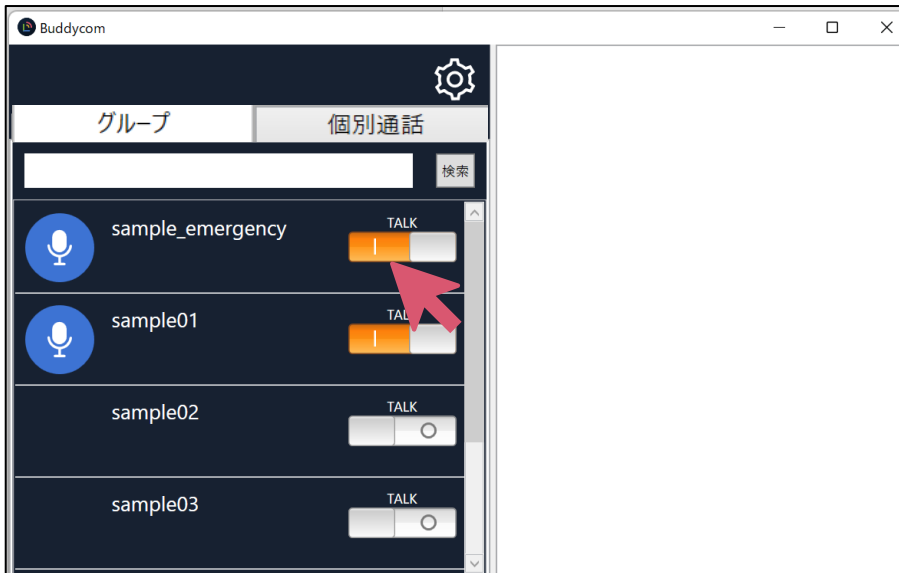 Buddycom
グループ 個別通話
検索
sample_emergency TALK
sample01 TALK
sample02 TALK
sample03 TALK